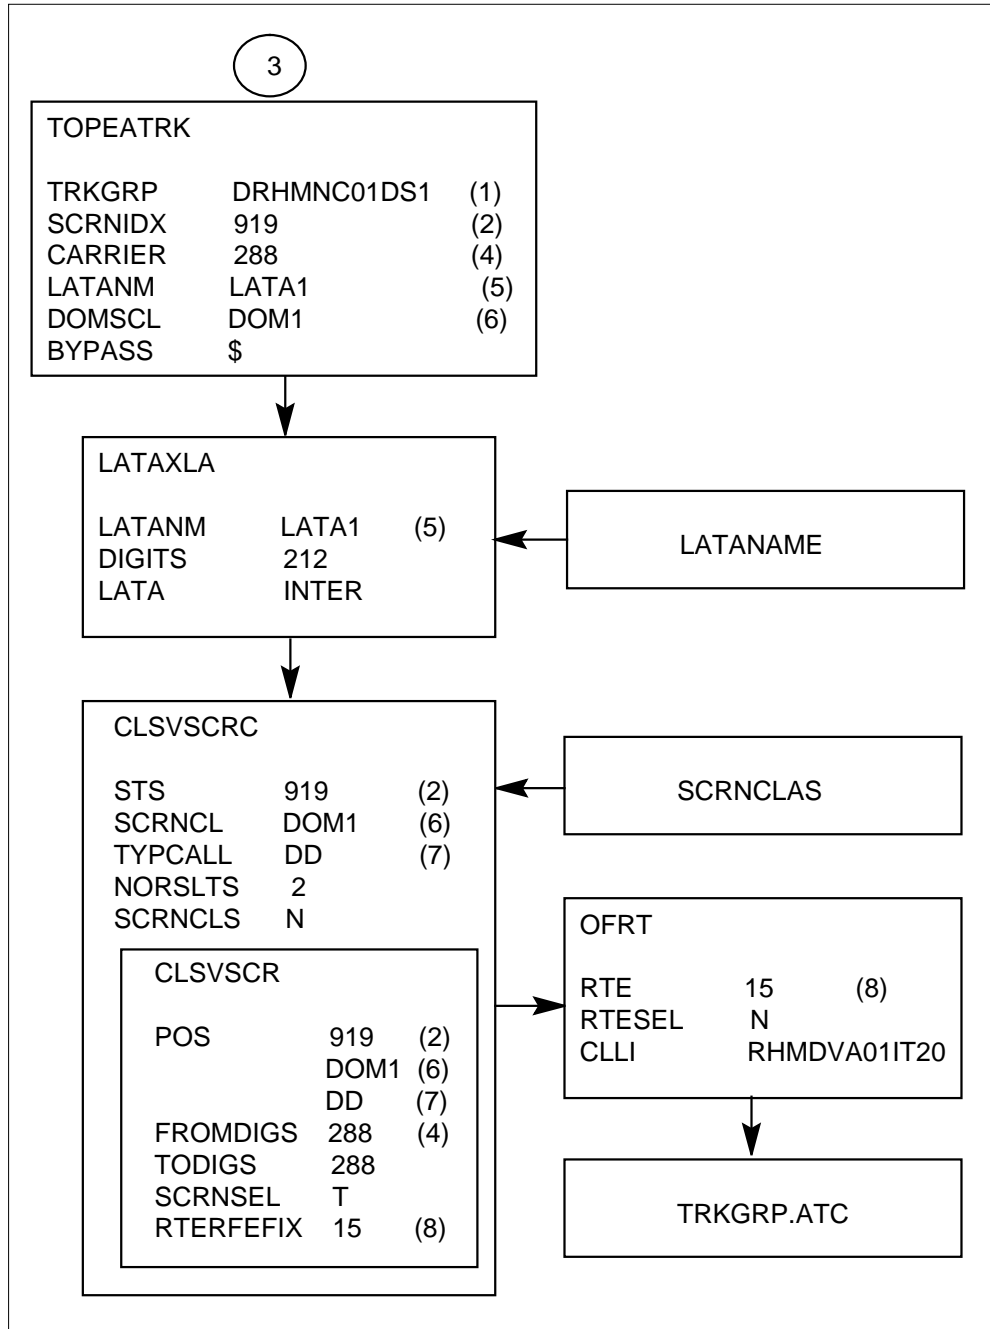 3
TOPEATRK
TRKGRP DRHMNC01DS1 (1)
SCRNIDX 919 (2)
CARRIER 288 (4)
LATANM LATA1 (5)
DOMSCL DOM1 (6)
BYPASS $
LATAXLA
LATANM LATA1 (5)
DIGITS 212
LATA INTER
LATANAME
CLSVSCRC
STS 919 (2)
SCRNCL DOM1 (6)
TYPCALL DD (7)
NORSLTS 2
SCRNCLS N
SCRNCLAS
CLSVSCR
POS 919 (2)
DOM1 (6)
DD (7)
FROMDIGS 288 (4)
TODIGS 288
SCRNSEL T
RTERFEFIX 15 (8)
OFRT
RTE 15 (8)
RTESEL N
CLLI RHMDVA01IT20
TRKGRP.ATC